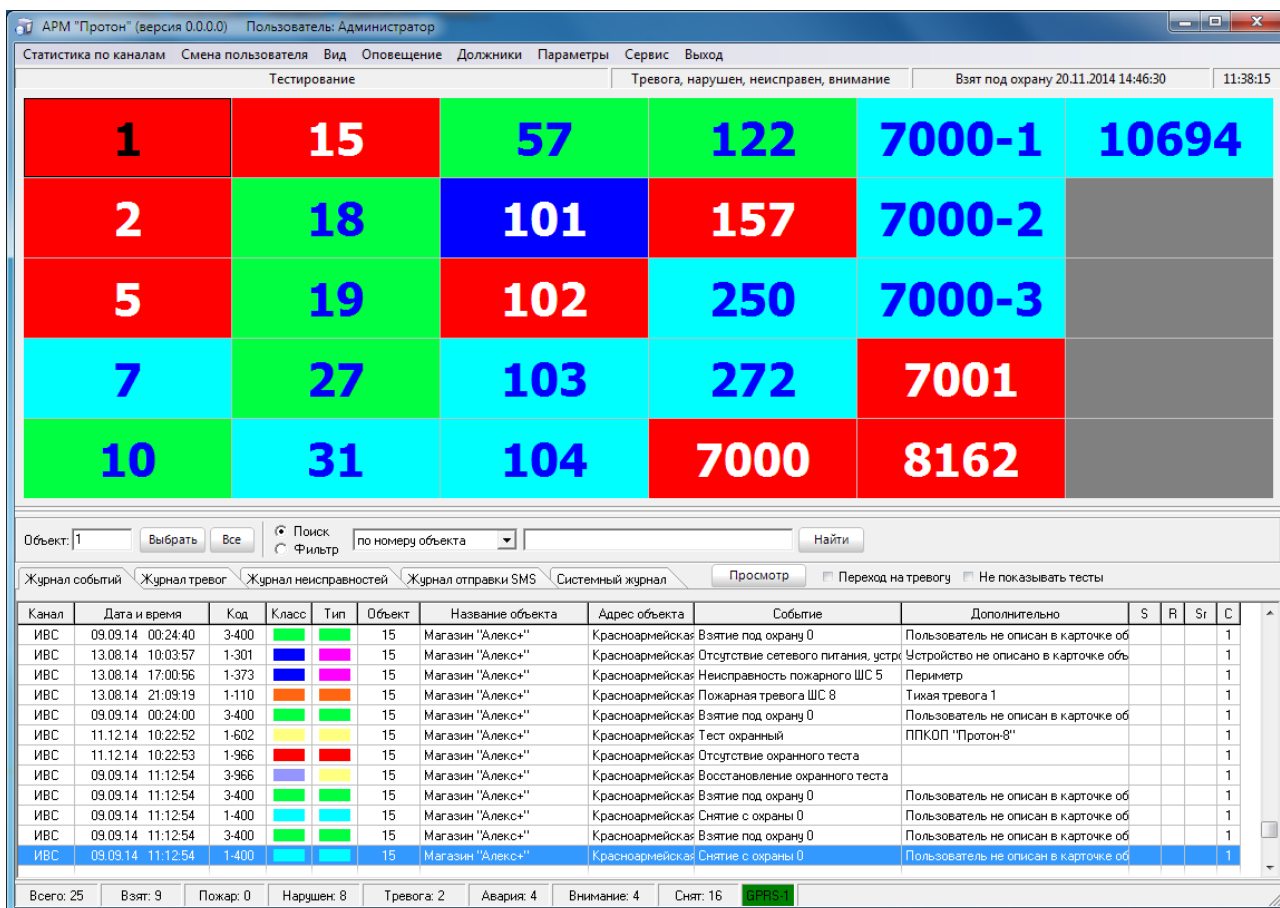 АРМ "Протон" (версия 0.0.0.0) Пользователь: Администратор
Статистика по каналам Смена пользователя Вид Оповещение Должники Параметры Сервис Выход
Тестирование Тревога, нарушен, неисправен, внимание Взят под охрану 20.11.2014 14:46:30 11:38:15
1 15 57 122 7000-1 10694
2 18 101 157 7000-2
5 19 102 250 7000-3
7 27 103 272 7001
10 31 104 7000 8162
Объект: 1 Выбрать Все Поиск Фильтр по номеру объекта Найти
Журнал событий Журнал тревог Журнал неисправностей Журнал отправки SMS Системный журнал Просмотр Переход на тревогу Не показывать тесты
Канал Дата и время Код Класс Тип Объект Название объекта Адрес объекта Событие Дополнительно S R Sr C
ИВС 09.09.14 00:24:40 3-400 15 Магазин "Алекс+" Красноармейская Взятие под охрану 0 Пользователь не описан в карточке об 1
ИВС 13.08.14 10:03:57 1-301 15 Магазин "Алекс+" Красноармейская Отсутствие сетевого питания, устро Устройство не описано в карточке объ 1
ИВС 13.08.14 17:00:56 1-373 15 Магазин "Алекс+" Красноармейская Неисправность пожарного ШС 5 Периметр 1
ИВС 13.08.14 21:09:19 1-110 15 Магазин "Алекс+" Красноармейская Пожарная тревога ШС 8 Тихая тревога 1 1
ИВС 09.09.14 00:24:00 3-400 15 Магазин "Алекс+" Красноармейская Взятие под охрану 0 Пользователь не описан в карточке об 1
ИВС 11.12.14 10:22:52 1-602 15 Магазин "Алекс+" Красноармейская Тест охранный ППКОП "Протон-8" 1
ИВС 11.12.14 10:22:53 1-966 15 Магазин "Алекс+" Красноармейская Отсутствие охранного теста 1
ИВС 09.09.14 11:12:54 3-966 15 Магазин "Алекс+" Красноармейская Восстановление охранного теста 1
ИВС 09.09.14 11:12:54 3-400 15 Магазин "Алекс+" Красноармейская Взятие под охрану 0 Пользователь не описан в карточке об 1
ИВС 09.09.14 11:12:54 1-400 15 Магазин "Алекс+" Красноармейская Снятие с охраны 0 Пользователь не описан в карточке об 1
ИВС 09.09.14 11:12:54 3-400 15 Магазин "Алекс+" Красноармейская Взятие под охрану 0 Пользователь не описан в карточке об 1
ИВС 09.09.14 11:12:54 1-400 15 Магазин "Алекс+" Красноармейская Снятие с охраны 0 Пользователь не описан в карточке об 1
Всего: 25 Взят: 9 Пожар: 0 Нарушен: 8 Тревога: 2 Авария: 4 Внимание: 4 Снят: 16 GPRS-1